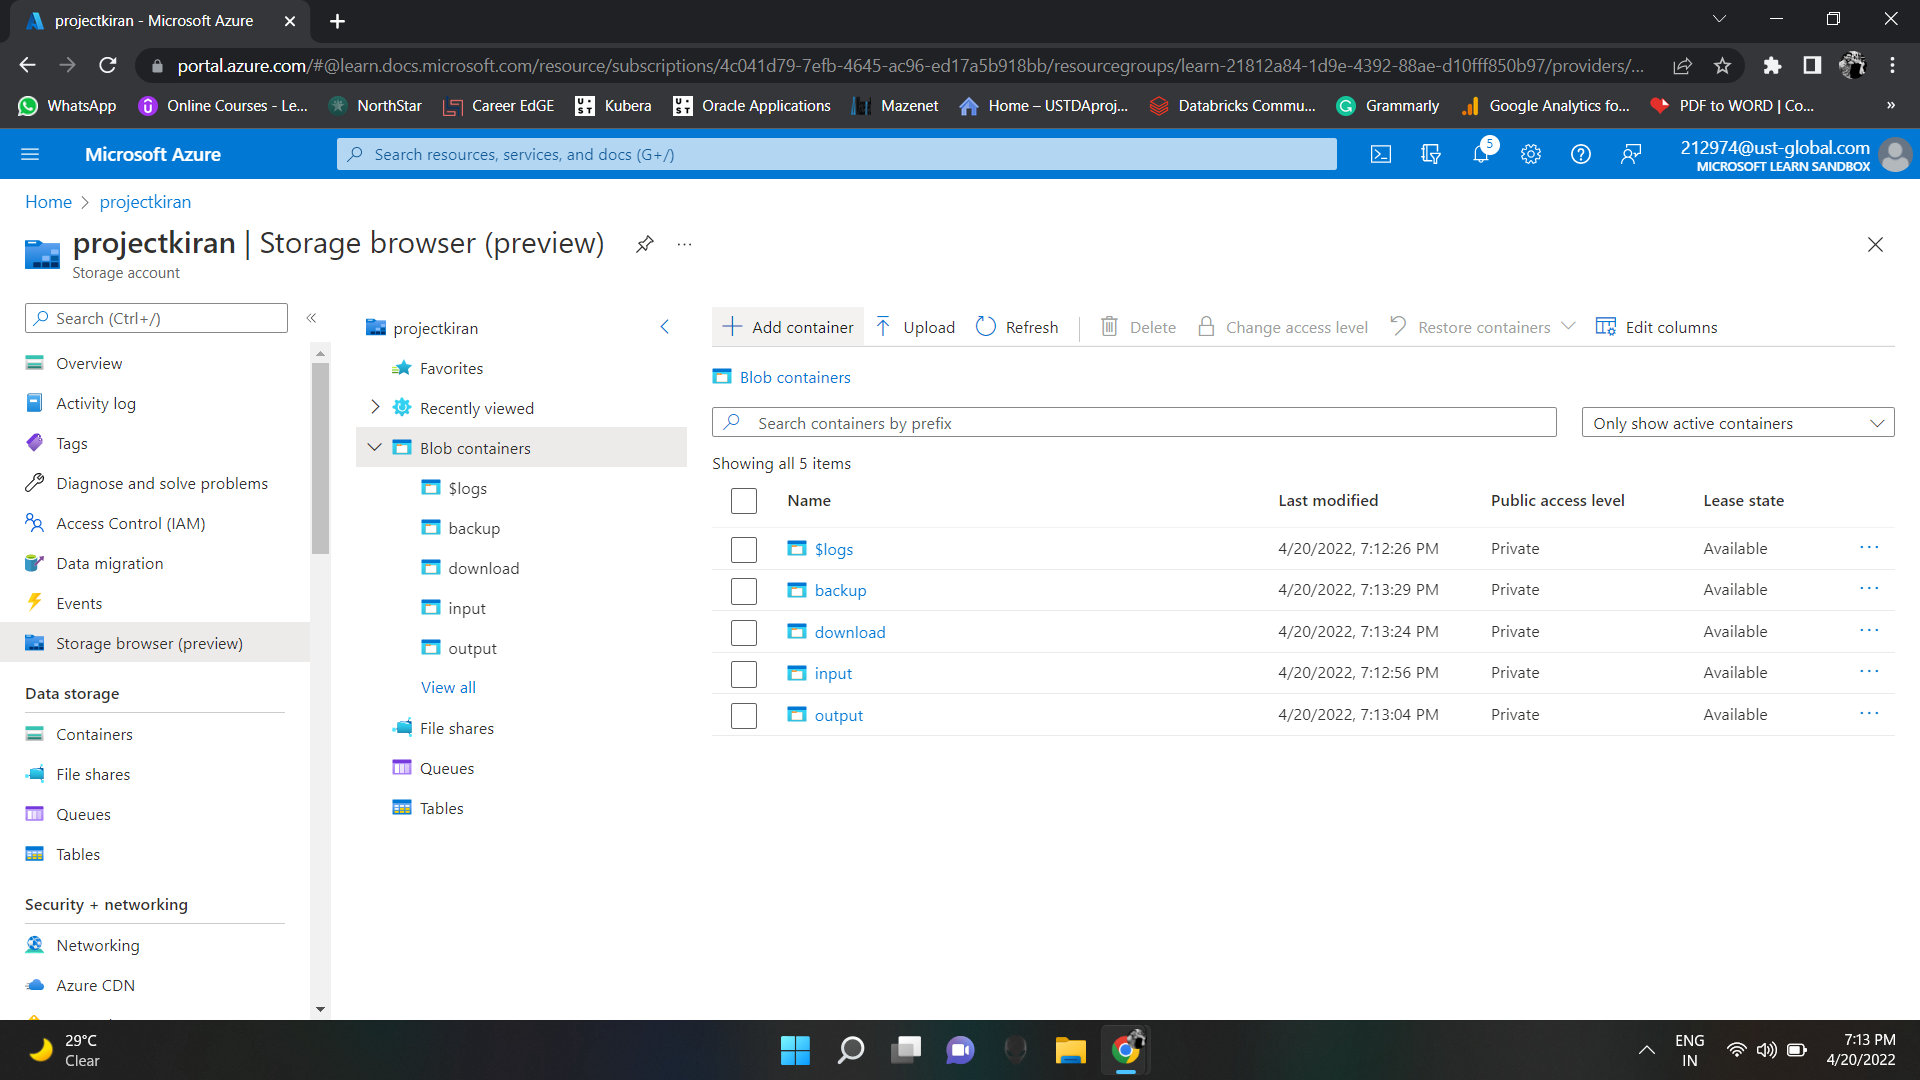 projectkiran - Microsoft Azure
portal.azure.com/#@learn.docs.microsoft.com/resource/subscriptions/4c041d79-7efb-4645-ac96-ed17a5b918bb/resourcegroups/learn-21812a84-1d9e-4392-88ae-d10fff850b97/providers/...
WhatsApp Online Courses - Le... NorthStar Career EdGE Kubera Oracle Applications Mazenet Home – USTDAproj... Databricks Commu... Grammarly Google Analytics fo... PDF to WORD | Co... »
Microsoft Azure
Search resources, services, and docs (G+/)
5
212974@ust-global.com
MICROSOFT LEARN SANDBOX
Home > projectkiran
projectkiran | Storage browser (preview) ...
Storage account
Search (Ctrl+/)
Overview
Activity log
Tags
Diagnose and solve problems
Access Control (IAM)
Data migration
Events
Storage browser (preview)
Data storage
Containers
File shares
Queues
Tables
Security + networking
Networking
Azure CDN
projectkiran
Favorites
Recently viewed
Blob containers
$logs
backup
download
input
output
View all
File shares
Queues
Tables
Add container Upload Refresh Delete Change access level Restore containers Edit columns
Blob containers
Search containers by prefix
Only show active containers
Showing all 5 items
Name Last modified Public access level Lease state
$logs 4/20/2022, 7:12:26 PM Private Available ...
backup 4/20/2022, 7:13:29 PM Private Available ...
download 4/20/2022, 7:13:24 PM Private Available ...
input 4/20/2022, 7:12:56 PM Private Available ...
output 4/20/2022, 7:13:04 PM Private Available ...
29°C
Clear
ENG
IN
7:13 PM
4/20/2022